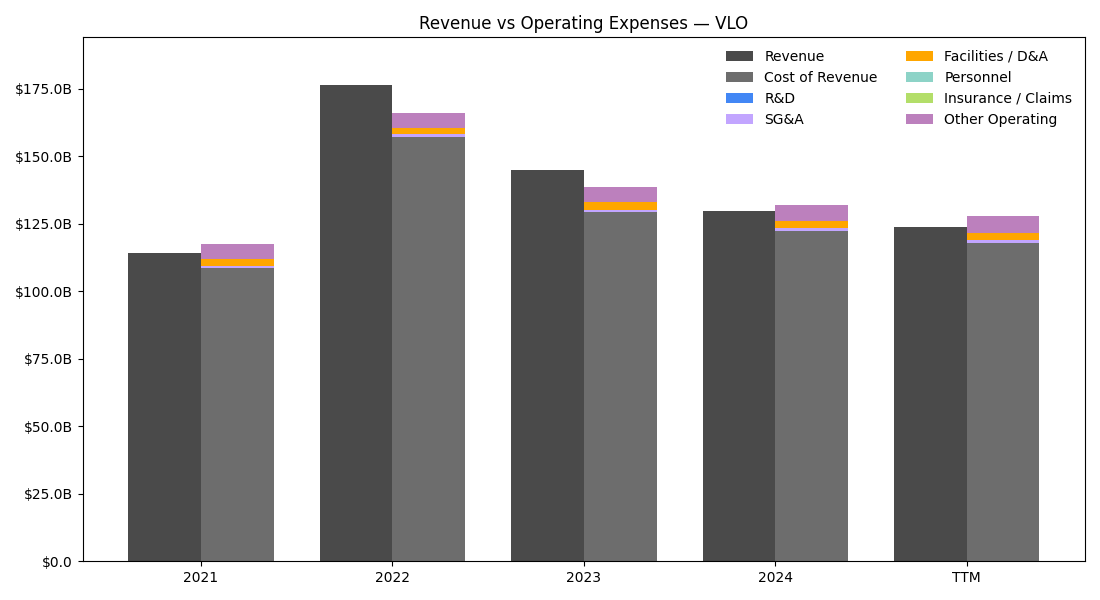 Revenue vs Operating Expenses — VLO
Revenue
Cost of Revenue
R&D
SG&A
Facilities / D&A
Personnel
Insurance / Claims
Other Operating
$175.0B
$150.0B
$125.0B
$100.0B
$75.0B
$50.0B
$25.0B
$0.0
2021
2022
2023
2024
TTM